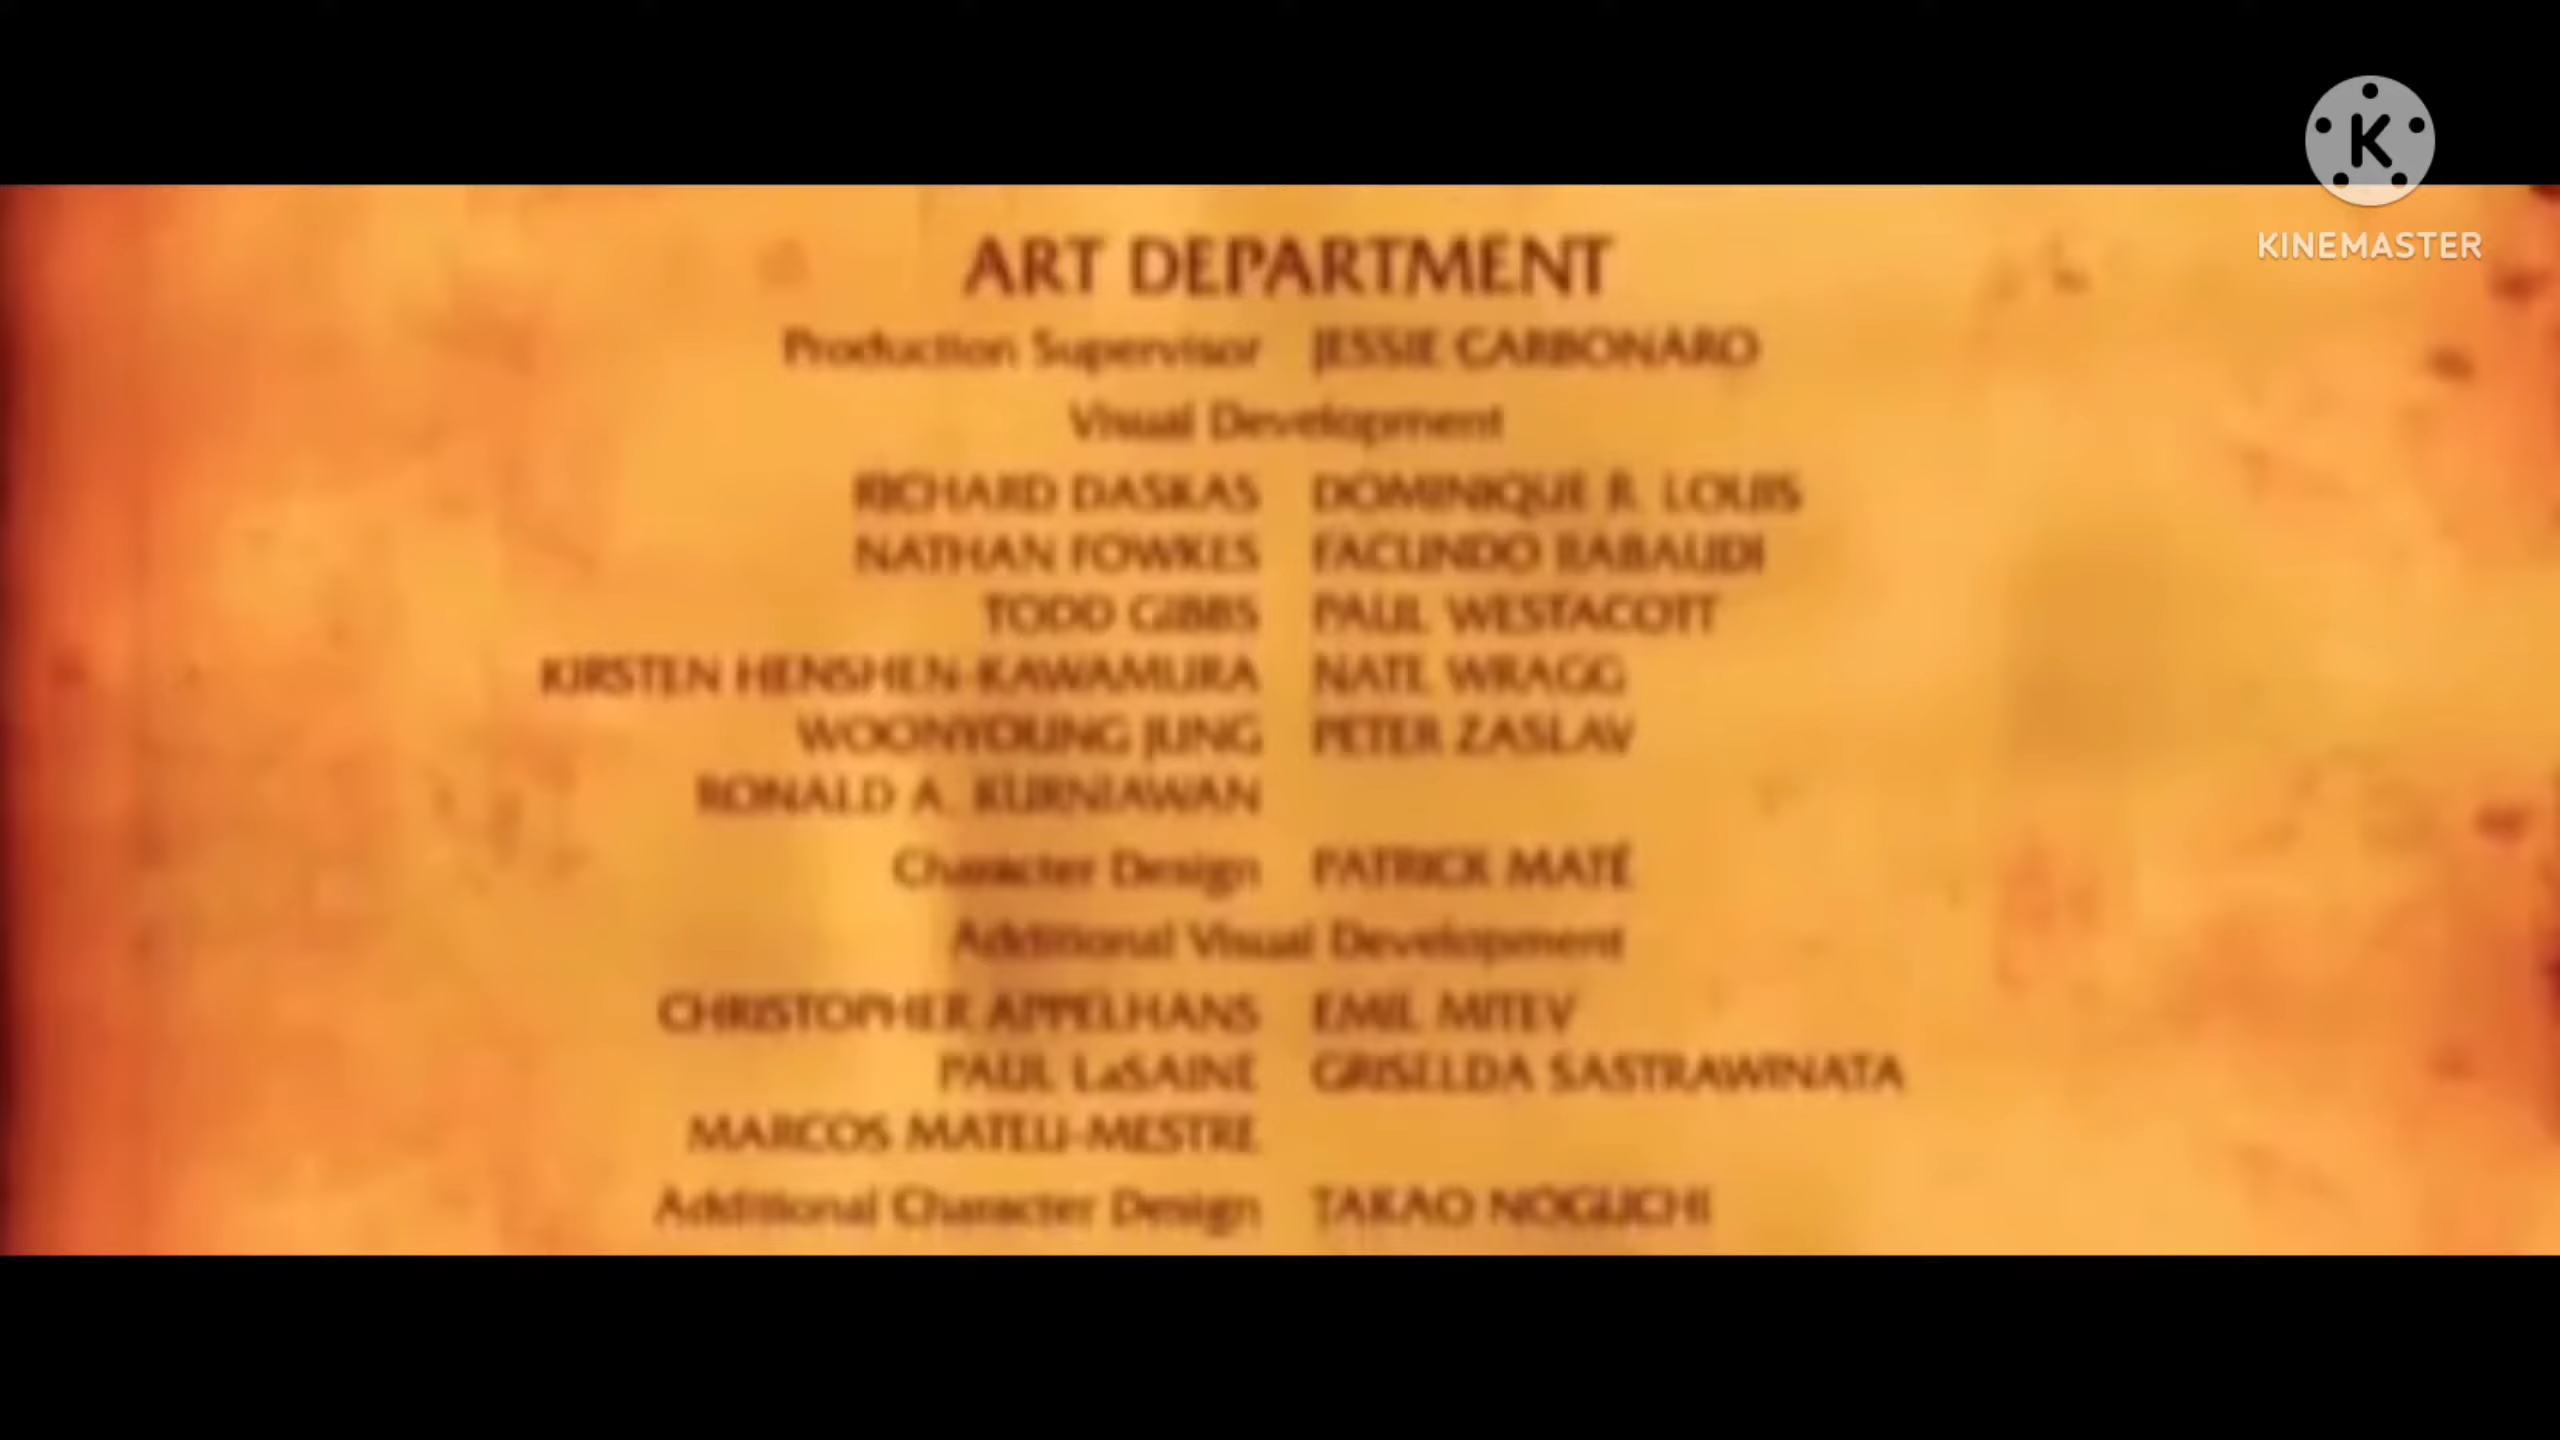 K
KINEMASTER
ART DEPARTMENT
Production Supervisor JESSIE CARBONARO
Visual Development
RICHARD DASKAS DOMINIQUE R. LOUIS
NATHAN FOWKES FACUNDO RABAUDI
TODD GIBBS PAUL WESTACOTT
KIRSTEN HENSHEN-KAWAMURA NATE WRAGG
WOONYOUNG JUNG PETER ZASLAV
RONALD A. KURNIAWAN
Character Design PATRICK MATÉ
Additional Visual Development
CHRISTOPHER APPELHANS EMIL MITEV
PAUL LaSAINE GRISELDA SASTRAWINATA
MARCOS MATEU-MESTRE
Additional Character Design TAKAO NOGUCHI